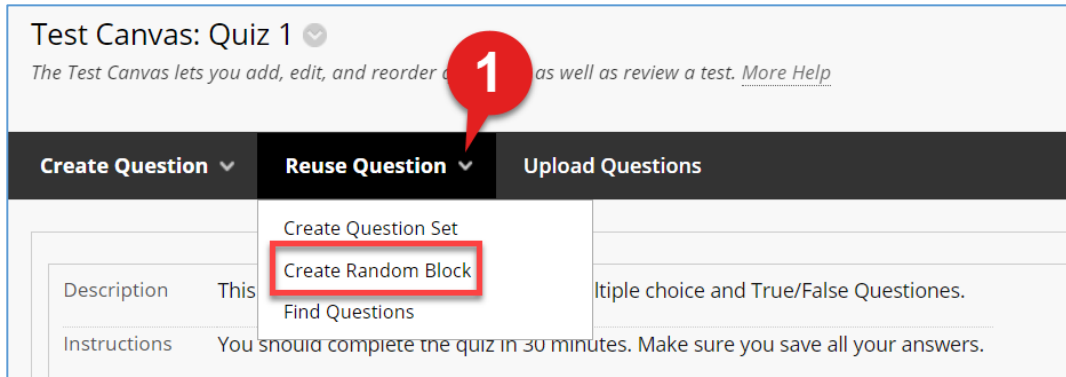 Test Canvas: Quiz 1
The Test Canvas lets you add, edit, and reorder as well as review a test. More Help
1
Create Question Reuse Question Upload Questions
Create Question Set
Create Random Block
Find Questions
Description This ltiple choice and True/False Questiones.
Instructions You should complete the quiz in 30 minutes. Make sure you save all your answers.